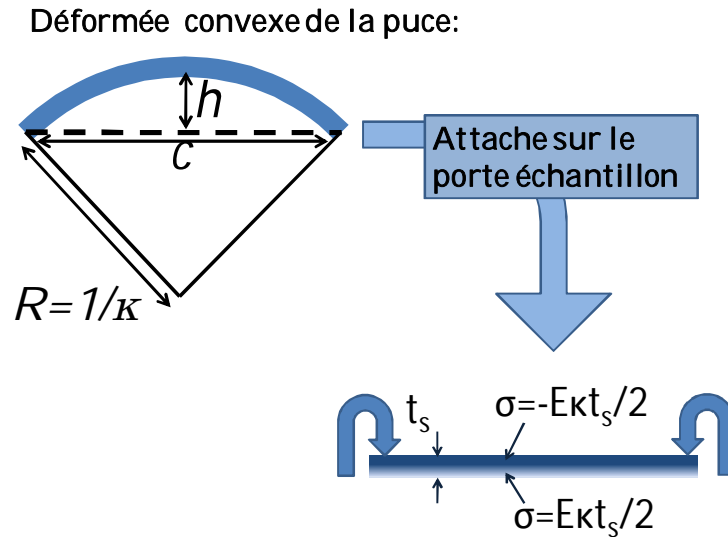 Déformée convexe de la puce:
h
C
R=1/κ
Attache sur le
porte échantillon
t_s
σ=-Eκt_s/2
σ=Eκt_s/2